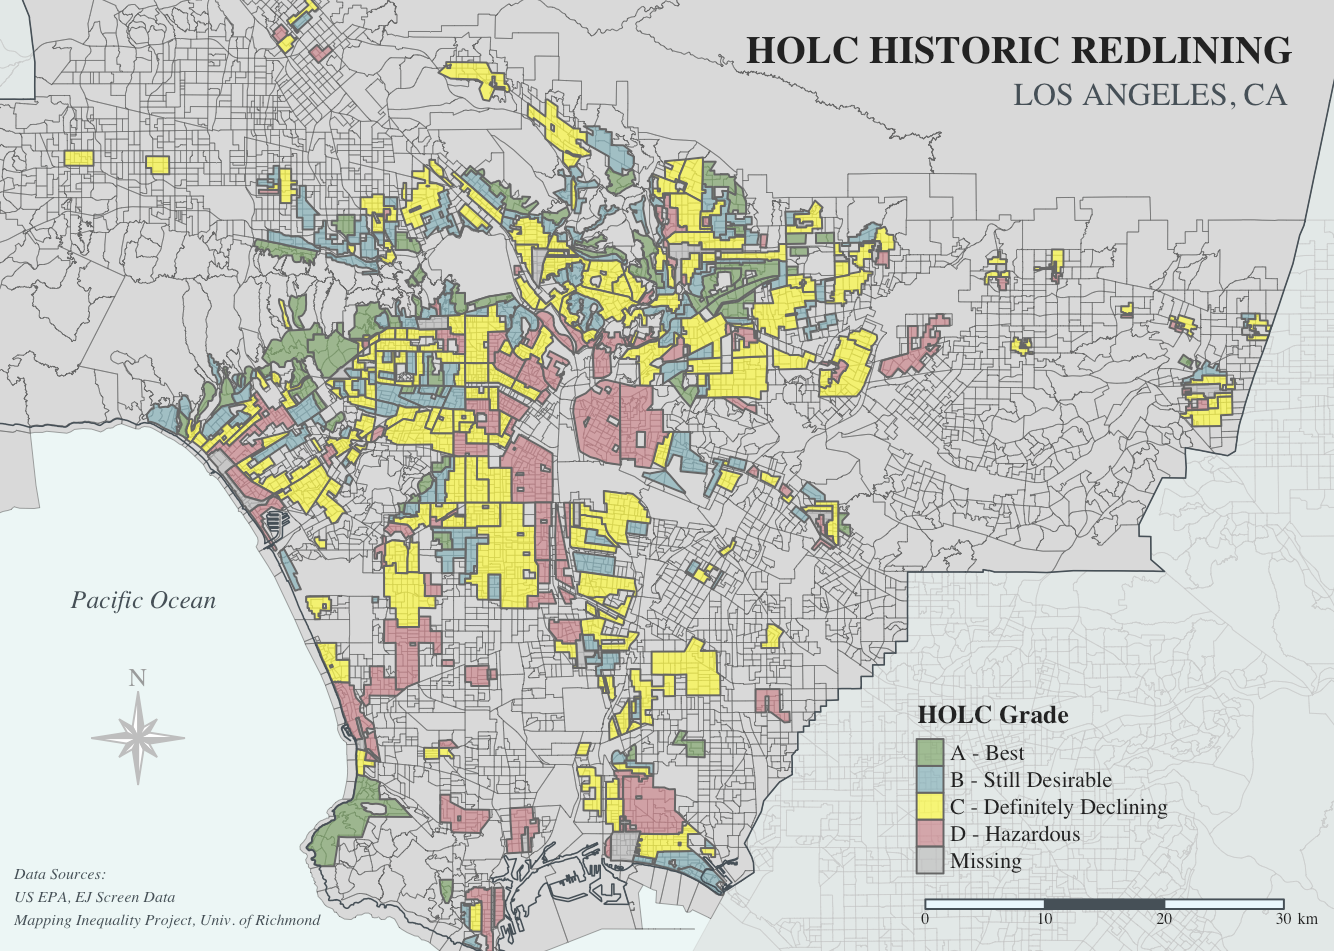 HOLC HISTORIC REDLINING
LOS ANGELES, CA
Pacific Ocean
N
HOLC Grade
A - Best
B - Still Desirable
C - Definitely Declining
D - Hazardous
Missing
Data Sources:
US EPA, EJ Screen Data
Mapping Inequality Project, Univ. of Richmond
0 10 20 30 km